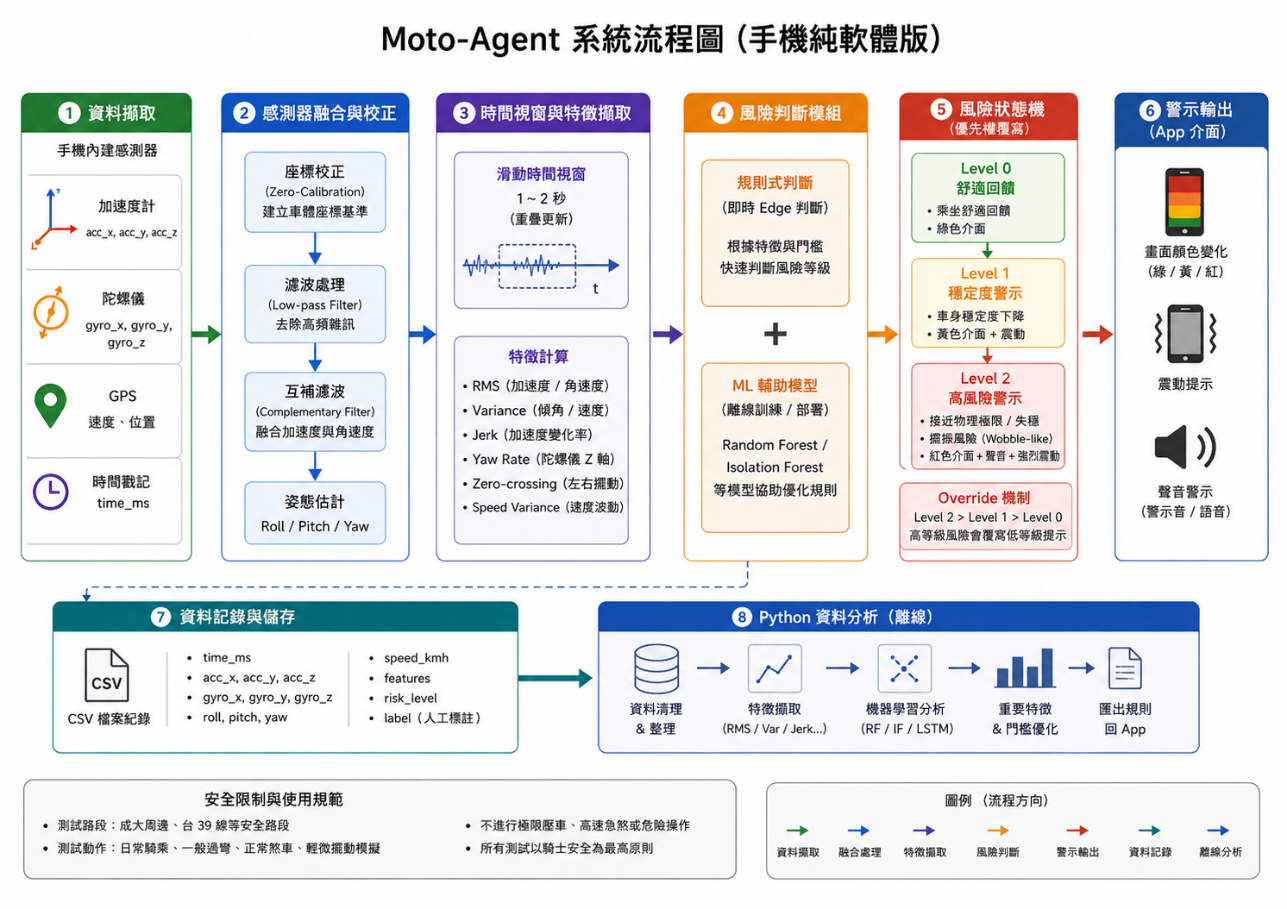 Moto-Agent 系統流程圖 (手機純軟體版)
1 資料擷取
手機內建感測器
加速度計
acc_x, acc_y, acc_z
陀螺儀
gyro_x, gyro_y,
gyro_z
GPS
速度、位置
時間戳記
time_ms
2 感測器融合與校正
座標校正
(Zero-Calibration)
建立車體座標基準
濾波處理
(Low-pass Filter)
去除高頻雜訊
互補濾波
(Complementary Filter)
融合加速度與角速度
姿態估計
Roll / Pitch / Yaw
3 時間視窗與特徵擷取
滑動時間視窗
1 ~ 2 秒
(重疊更新)
t
特徵計算
• RMS (加速度 / 角速度)
• Variance (傾角 / 速度)
• Jerk (加速度變化率)
• Yaw Rate (陀螺儀 Z 軸)
• Zero-crossing (左右擺動)
• Speed Variance (速度波動)
4 風險判斷模組
規則式判斷
(即時 Edge 判斷)
根據特徵與門檻
快速判斷風險等級
+
ML 輔助模型
(離線訓練 / 部署)
Random Forest /
Isolation Forest
等模型協助優化規則
5 風險狀態機
(優先權覆寫)
Level 0
舒適回饋
• 乘坐舒適回饋
• 綠色介面
Level 1
穩定度警示
• 車身穩定度下降
• 黃色介面 + 震動
Level 2
高風險警示
• 接近物理極限 / 失穩
• 擺振風險 (Wobble-like)
• 紅色介面 + 聲音 + 強烈震動
Override 機制
Level 2 > Level 1 > Level 0
高等級風險會覆寫低等級提示
6 警示輸出
(App 介面)
畫面顏色變化
(綠 / 黃 / 紅)
震動提示
聲音警示
(警示音 / 語音)
7 資料記錄與儲存
CSV
CSV 檔案紀錄
• time_ms
• acc_x, acc_y, acc_z
• gyro_x, gyro_y, gyro_z
• roll, pitch, yaw
• speed_kmh
• features
• risk_level
• label (人工標註)
8 Python 資料分析 (離線)
資料清理
& 整理
特徵擷取
(RMS / Var / Jerk...)
機器學習分析
(RF / IF / LSTM)
重要特徵
& 門檻優化
匯出規則
回 App
安全限制與使用規範
• 測試路段：成大周邊、台 39 線等安全路段
• 測試動作：日常騎乘、一般過彎、正常煞車、輕微擺動模擬
• 不進行極限壓車、高速急煞或危險操作
• 所有測試以騎士安全為最高原則
圖例 (流程方向)
資料擷取
融合處理
特徵擷取
風險判斷
警示輸出
資料記錄
離線分析